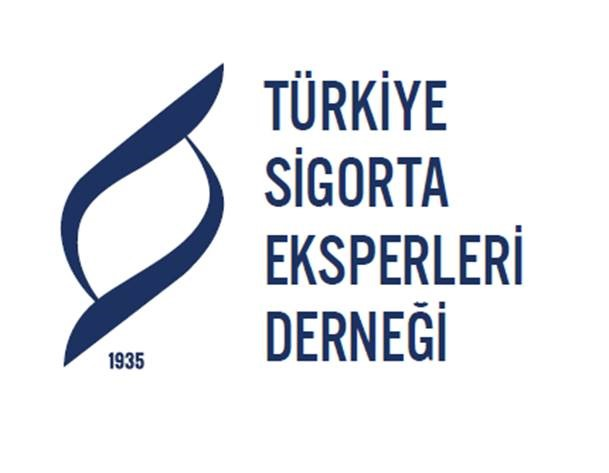 TÜRKİYE
SİGORTA
EKSPERLERİ
DERNEĞİ
1935